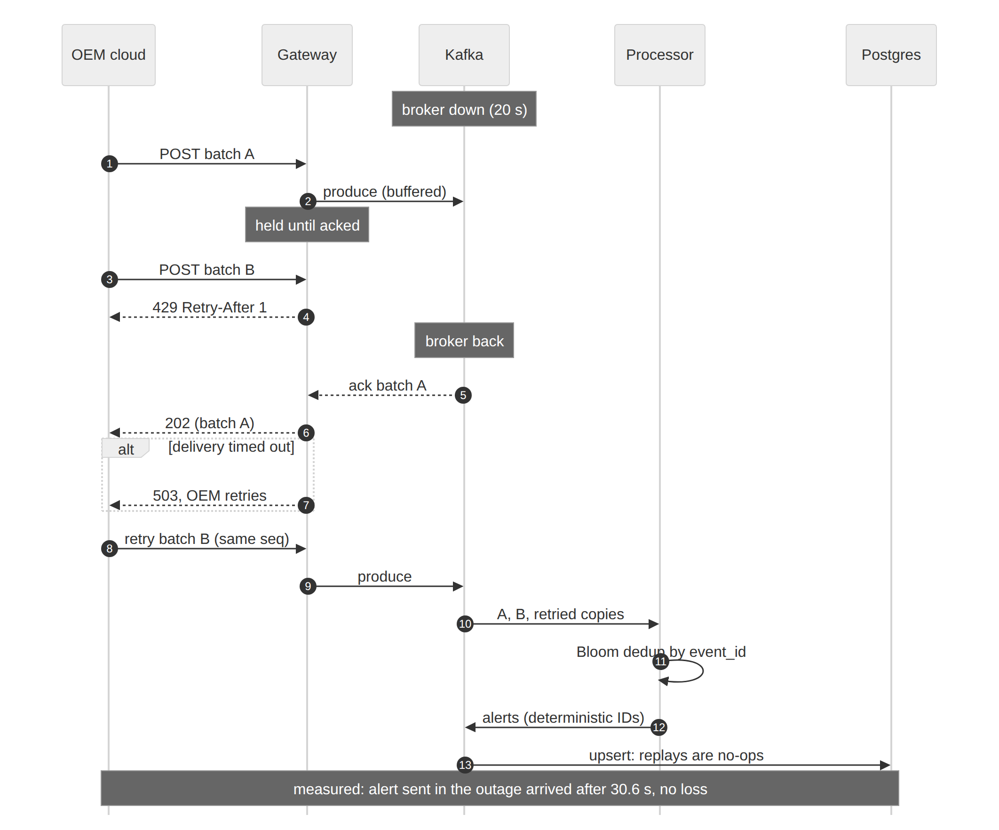 OEM cloud
Gateway
Kafka
Processor
Postgres
broker down (20 s)
POST batch A
1
produce (buffered)
2
held until acked
POST batch B
3
429 Retry-After 1
4
broker back
ack batch A
5
202 (batch A)
6
alt
[delivery timed out]
503, OEM retries
7
retry batch B (same seq)
8
produce
9
A, B, retried copies
10
Bloom dedup by event_id
11
alerts (deterministic IDs)
12
upsert: replays are no-ops
13
measured: alert sent in the outage arrived after 30.6 s, no loss